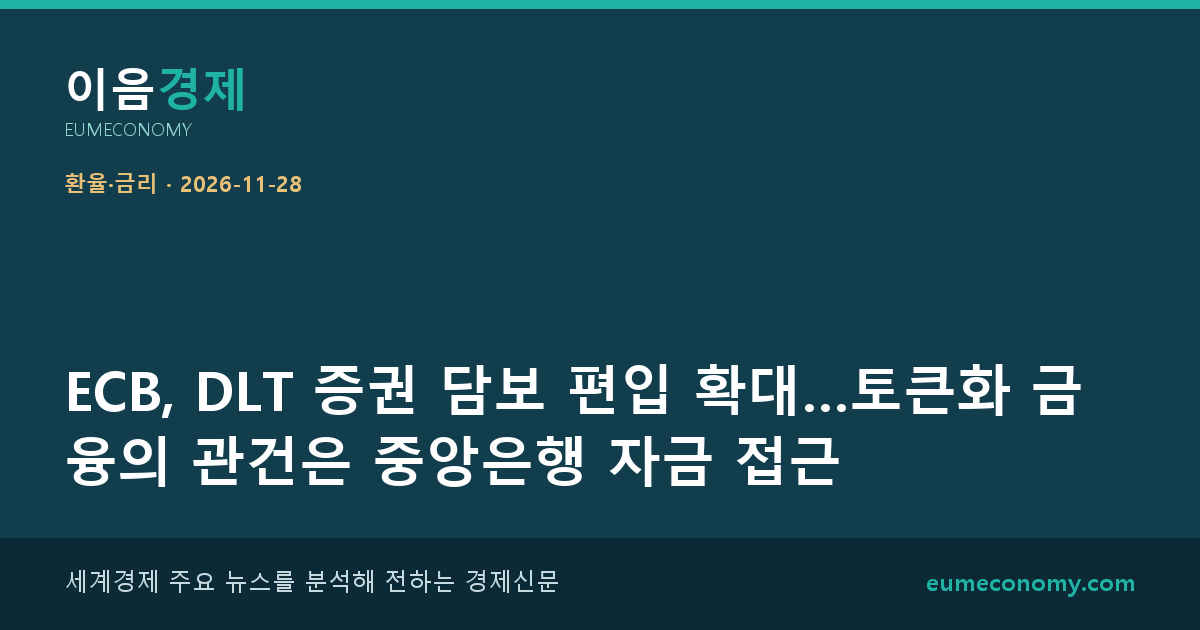 이음경제
EUMECONOMY
환율·금리 · 2026-11-28
ECB, DLT 증권 담보 편입 확대…토큰화 금
융의 관건은 중앙은행 자금 접근
세계경제 주요 뉴스를 분석해 전하는 경제신문
eumeconomy.com